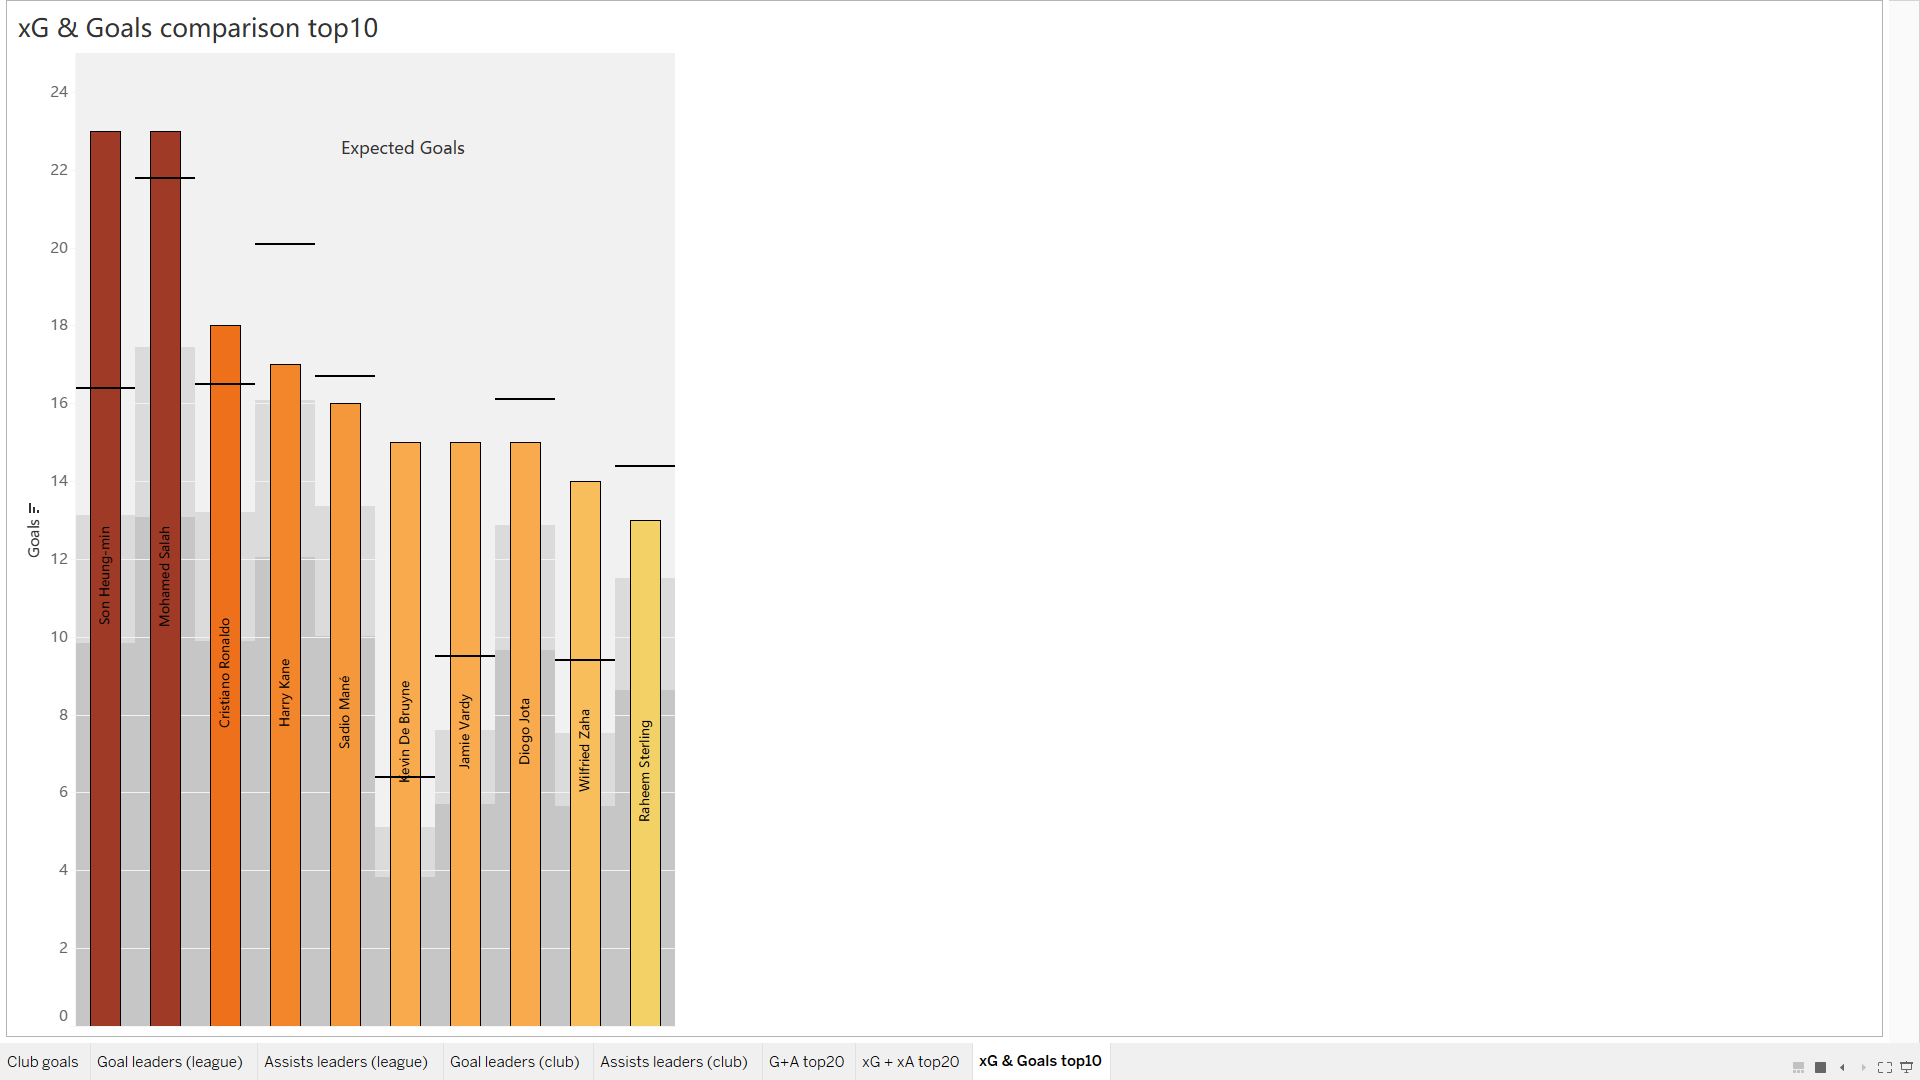 xG & Goals comparison top10
24
22
20
18
16
14
12
10
8
6
4
2
0
Goals
Expected Goals
Son Heung-min
Mohamed Salah
Cristiano Ronaldo
Harry Kane
Sadio Mané
Kevin De Bruyne
Jamie Vardy
Diogo Jota
Wilfried Zaha
Raheem Sterling
Club goals
Goal leaders (league)
Assists leaders (league)
Goal leaders (club)
Assists leaders (club)
G+A top20
xG + xA top20
xG & Goals top10